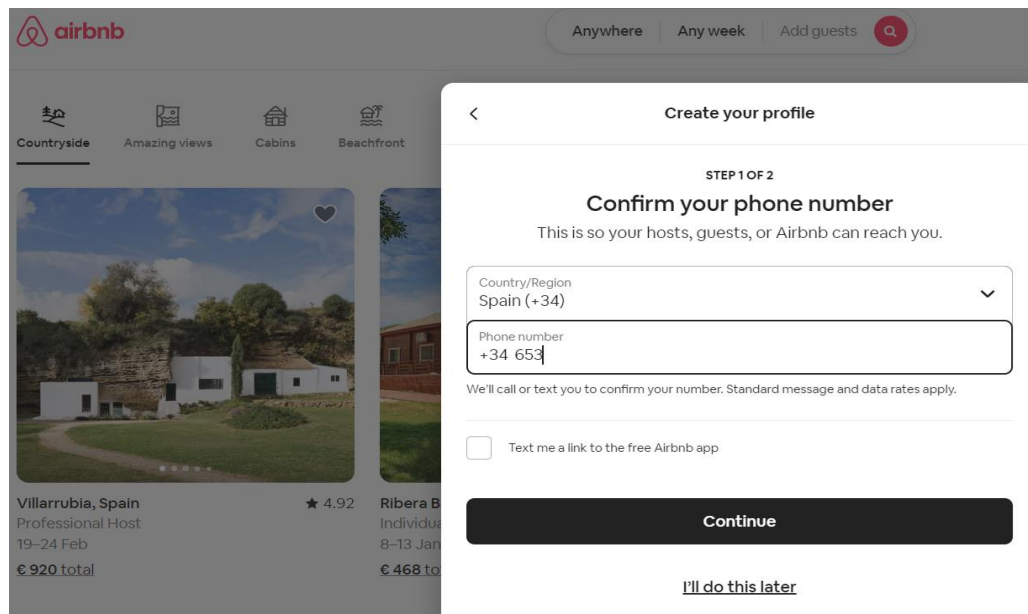 airbnb
Anywhere Any week Add guests
Countryside Amazing views Cabins Beachfront
Villarrubia, Spain ★ 4.92
Professional Host
19–24 Feb
€ 920 total
Ribera B
Individua
8–13 Jan
€ 468 to
Create your profile
STEP 1 OF 2
Confirm your phone number
This is so your hosts, guests, or Airbnb can reach you.
Country/Region
Spain (+34)
Phone number
+34 653
We'll call or text you to confirm your number. Standard message and data rates apply.
Text me a link to the free Airbnb app
Continue
I'll do this later